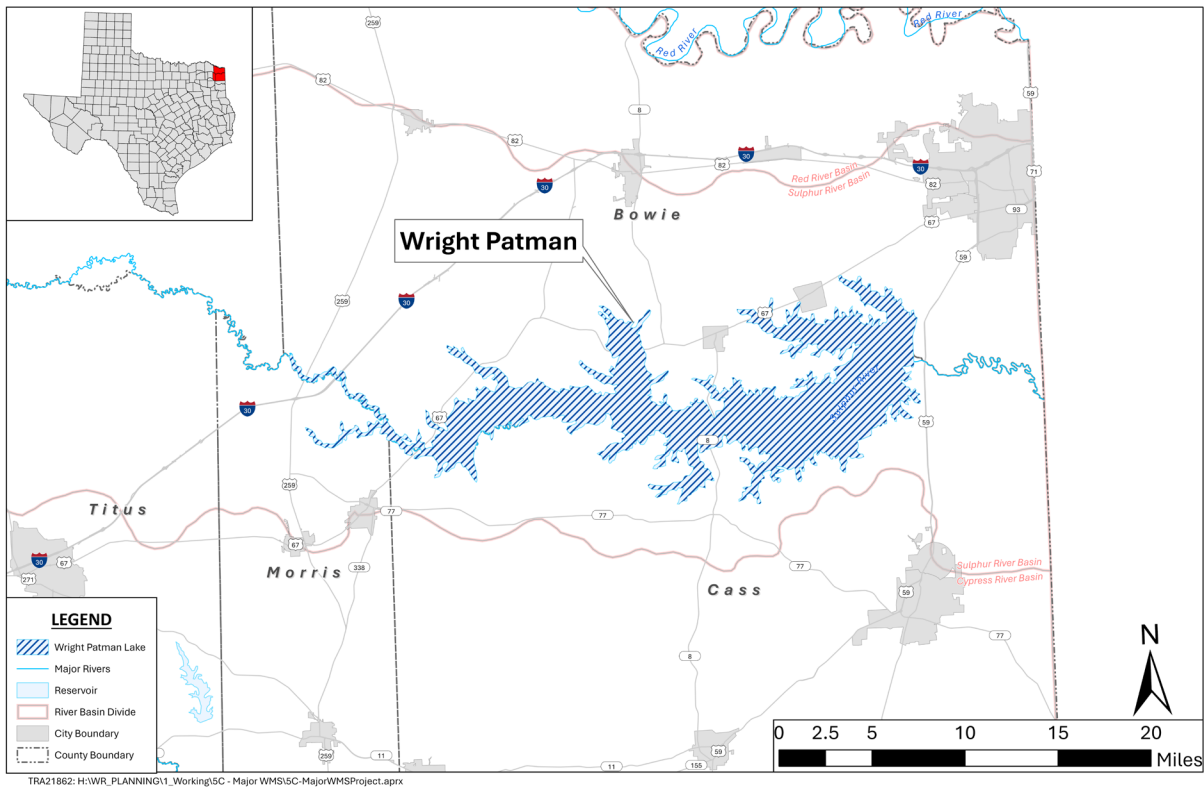 Red River
Red River
259
82
59
8
82
30
82
30
Red River Basin
Sulphur River Basin
82
71
30
93
Bowie
67
59
Wright Patman
259
30
67
Sulphur River
30
67
59
8
259
77
77
Titus
67
30
67
271
Morris
338
Cass
77
Sulphur River Basin
Cypress River Basin
59
77
8
259
11
11
59
155
LEGEND
Wright Patman Lake
Major Rivers
Reservoir
River Basin Divide
City Boundary
County Boundary
N
0 2.5 5 10 15 20
Miles
TRA21862: H:\WR_PLANNING\1_Working\5C - Major WMS\5C-MajorWMSProject.aprx